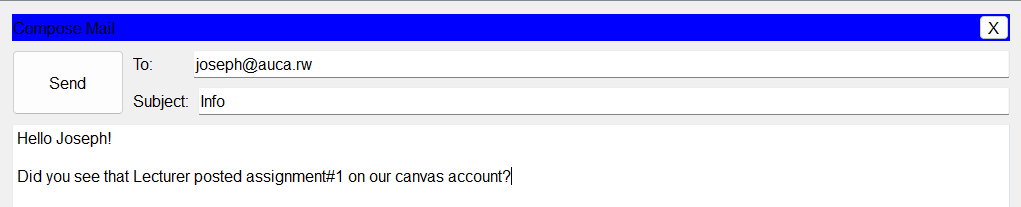 Compose Mail X
Send
To: joseph@auca.rw
Subject: Info
Hello Joseph!
Did you see that Lecturer posted assignment#1 on our canvas account?